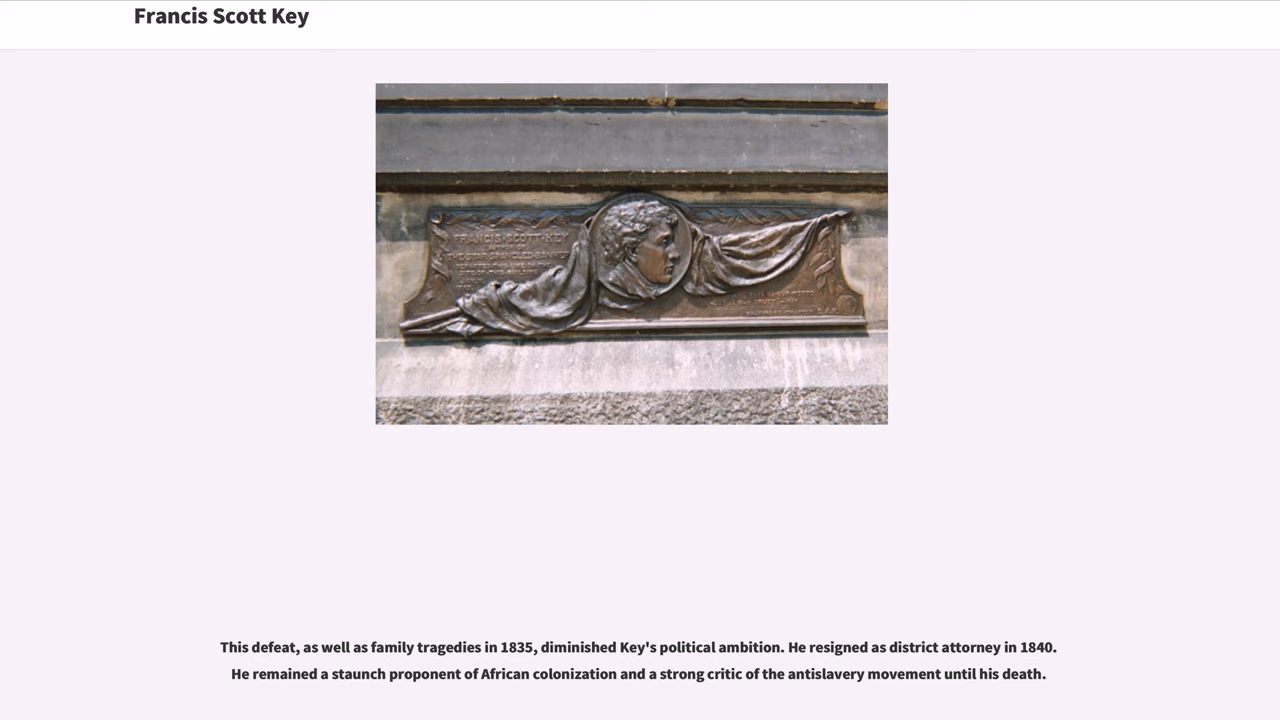 Francis Scott Key
FRANCIS·SCOTT·KEY
AUTHOR OF
THE STAR SPANGLED BANNER
This defeat, as well as family tragedies in 1835, diminished Key's political ambition. He resigned as district attorney in 1840.
He remained a staunch proponent of African colonization and a strong critic of the antislavery movement until his death.